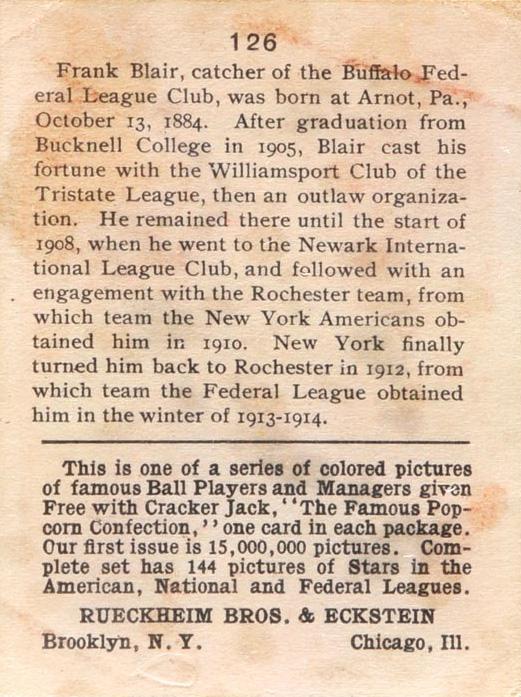 126
Frank Blair, catcher of the Buffalo Fed-
eral League Club, was born at Arnot, Pa.,
October 13, 1884. After graduation from
Bucknell College in 1905, Blair cast his
fortune with the Williamsport Club of the
Tristate League, then an outlaw organiza-
tion. He remained there until the start of
1908, when he went to the Newark Interna-
tional League Club, and followed with an
engagement with the Rochester team, from
which team the New York Americans ob-
tained him in 1910. New York finally
turned him back to Rochester in 1912, from
which team the Federal League obtained
him in the winter of 1913-1914.
This is one of a series of colored pictures
of famous Ball Players and Managers given
Free with Cracker Jack, "The Famous Pop-
corn Confection," one card in each package.
Our first issue is 15,000,000 pictures. Com-
plete set has 144 pictures of Stars in the
American, National and Federal Leagues.
RUECKHEIM BROS. & ECKSTEIN
Brooklyn, N. Y. Chicago, Ill.